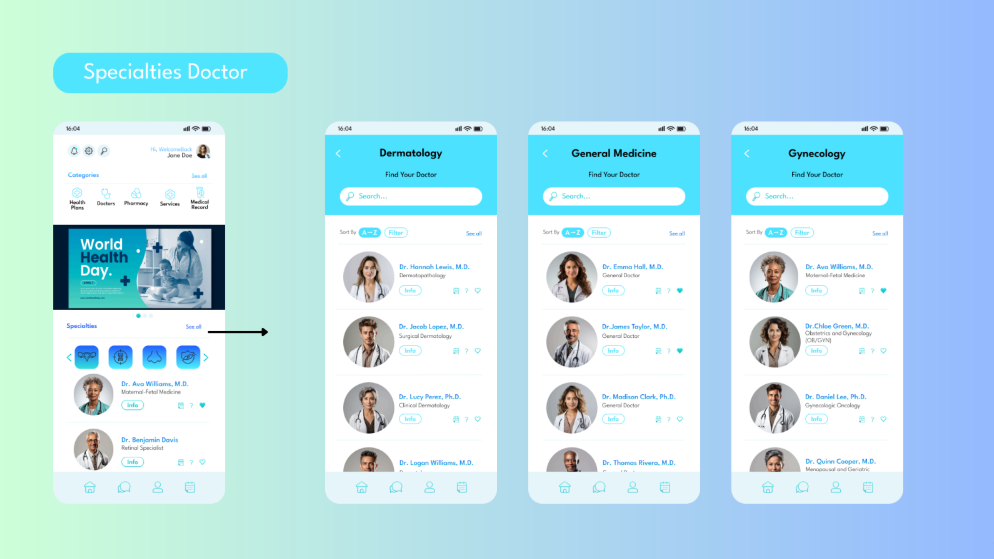 Specialties Doctor
16:04
Hi, WelcomeBack
Jane Doe
Categories
See all
Health Plans
Doctors
Pharmacy
Services
Medical Record
World
Health
Day.
Specialties
See all
Dr. Ava Williams, M.D.
Maternal-Fetal Medicine
Info
?
Dr. Benjamin Davis
Retinal Specialist
Info
?
16:04
Dermatology
Find Your Doctor
Search...
Sort By A→Z Filter
See all
Dr. Hannah Lewis, M.D.
Dermatopathology
Info
?
Dr. Jacob Lopez, M.D.
Surgical Dermatology
Info
?
Dr. Lucy Perez, Ph.D.
Clinical Dermatology
Info
?
Dr. Logan Williams, M.D.
16:04
General Medicine
Find Your Doctor
Search...
Sort By A→Z Filter
See all
Dr. Emma Hall, M.D.
General Doctor
Info
?
Dr.James Taylor, M.D.
General Doctor
Info
?
Dr. Madison Clark, Ph.D.
General Doctor
Info
?
Dr. Thomas Rivera, M.D.
16:04
Gynecology
Find Your Doctor
Search...
Sort By A→Z Filter
See all
Dr. Ava Williams, M.D.
Maternal-Fetal Medicine
Info
?
Dr.Chloe Green, M.D.
Obstetrics and Gynecology
(OB/GYN)
Info
?
Dr. Daniel Lee, Ph.D.
Gynecologic Oncology
Info
?
Dr. Quinn Cooper, M.D.
Menopausal and Geriatric